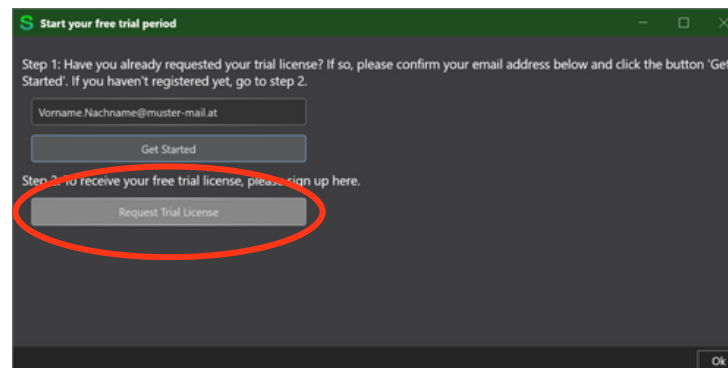 S Start your free trial period
Step 1: Have you already requested your trial license? If so, please confirm your email address below and click the button 'Get
Started'. If you haven't registered yet, go to step 2.
Vorname.Nachname@muster-mail.at
Get Started
Step 2: To receive your free trial license, please sign up here.
Request Trial License
Ok